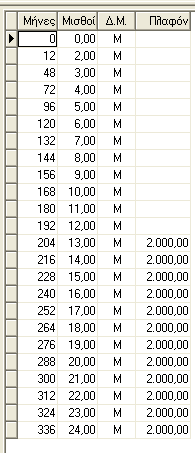 Μήνες Μισθοί Δ.Μ. Πλαφόν
0 0,00 Μ
12 2,00 Μ
48 3,00 Μ
72 4,00 Μ
96 5,00 Μ
120 6,00 Μ
132 7,00 Μ
144 8,00 Μ
156 9,00 Μ
168 10,00 Μ
180 11,00 Μ
192 12,00 Μ
204 13,00 Μ 2.000,00
216 14,00 Μ 2.000,00
228 15,00 Μ 2.000,00
240 16,00 Μ 2.000,00
252 17,00 Μ 2.000,00
264 18,00 Μ 2.000,00
276 19,00 Μ 2.000,00
288 20,00 Μ 2.000,00
300 21,00 Μ 2.000,00
312 22,00 Μ 2.000,00
324 23,00 Μ 2.000,00
336 24,00 Μ 2.000,00